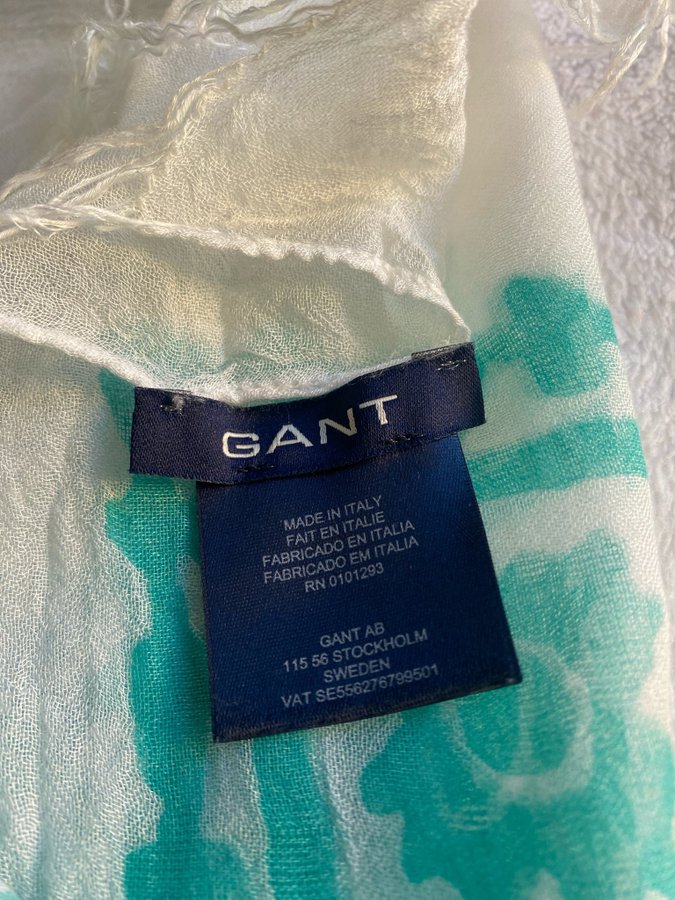 GANT
MADE IN ITALY
FAIT EN ITALIE
FABRICADO EN ITALIA
FABRICADO EM ITALIA
RN 0101293
GANT AB
115 56 STOCKHOLM
SWEDEN
VAT SE556276799501